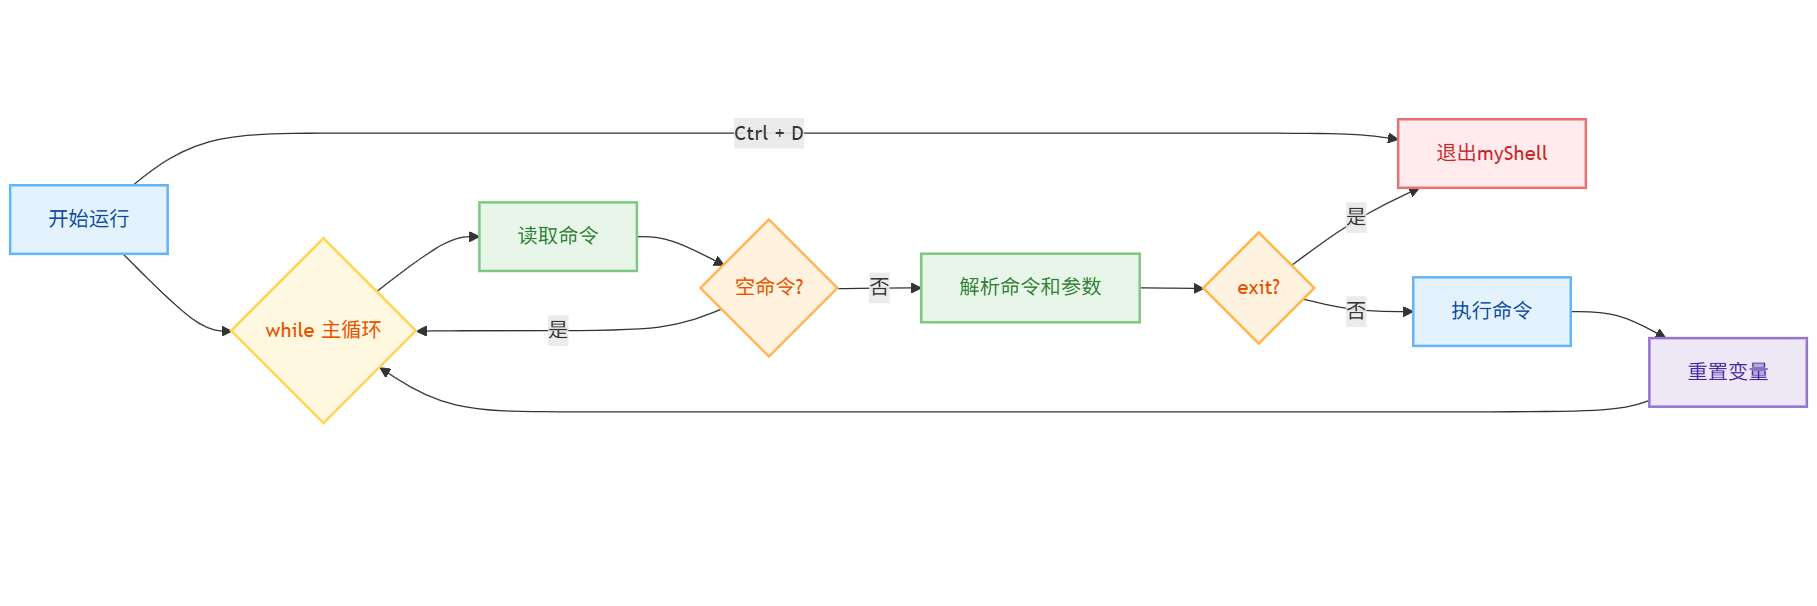 Ctrl + D
退出myShell
开始运行
读取命令
是
空命令?
否
解析命令和参数
exit?
否
执行命令
while 主循环
是
重置变量